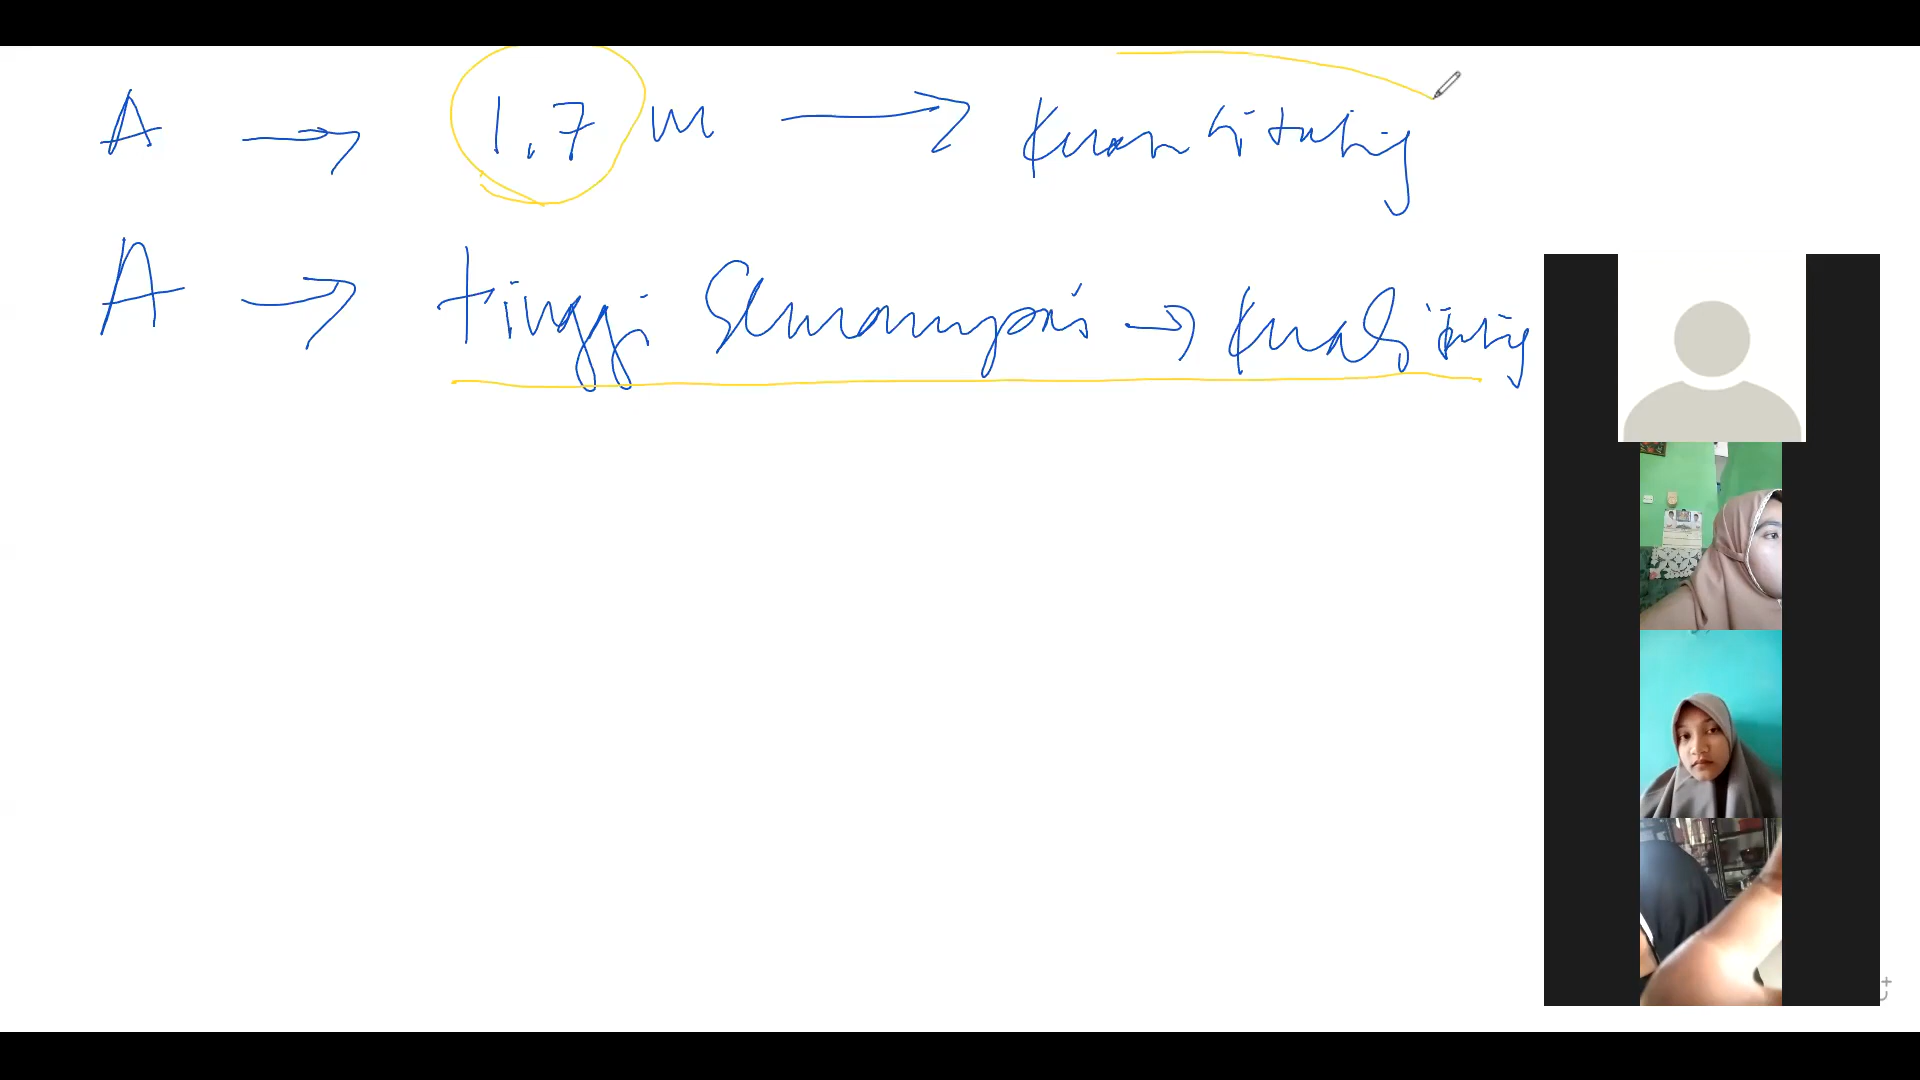 A → 1,7 m → Kuantitatif
A → tinggi Semampai → Kualitatif